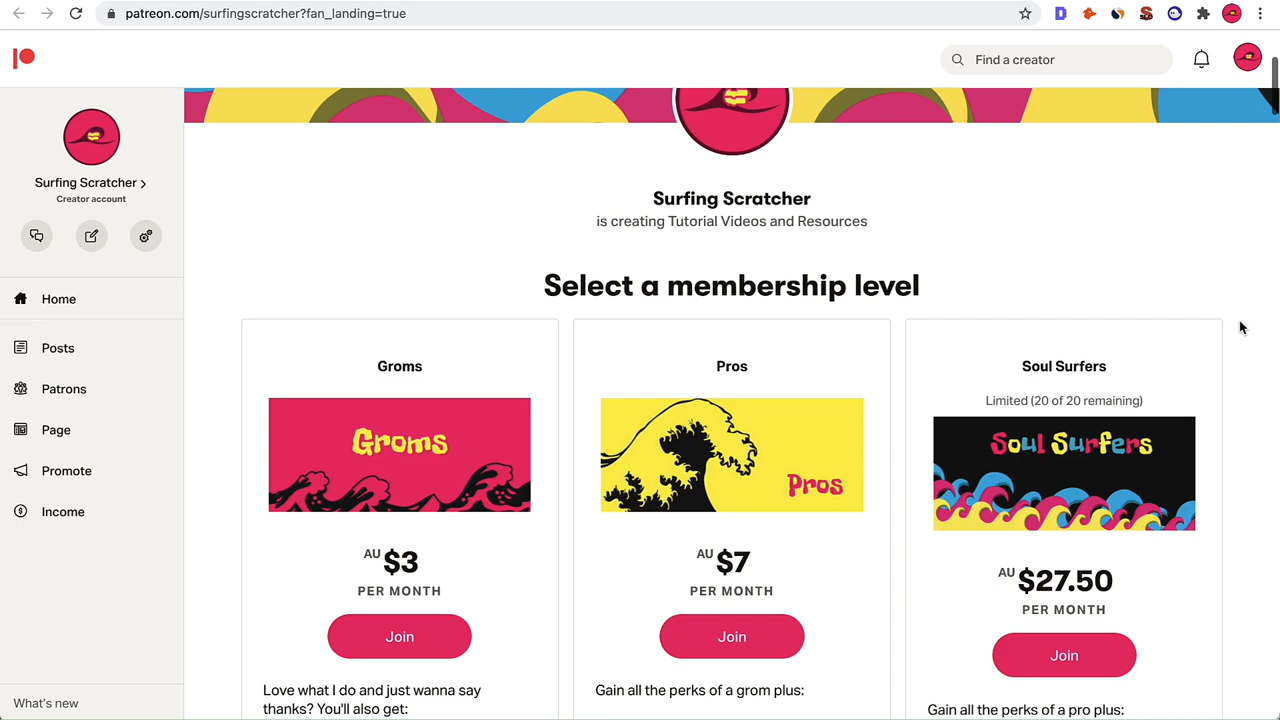 patreon.com/surfingscratcher?fan_landing=true
Find a creator
Surfing Scratcher
Creator account
Home
Posts
Patrons
Page
Promote
Income
What's new
Surfing Scratcher
is creating Tutorial Videos and Resources
Select a membership level
Groms
Groms
AU $3
PER MONTH
Join
Love what I do and just wanna say
thanks? You'll also get:
Pros
Pros
AU $7
PER MONTH
Join
Gain all the perks of a grom plus:
Soul Surfers
Limited (20 of 20 remaining)
Soul Surfers
AU $27.50
PER MONTH
Join
Gain all the perks of a pro plus: